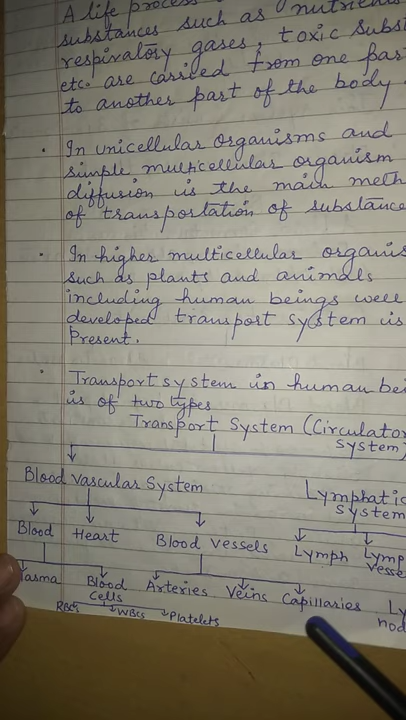 A life process
substances such as nutrients
respiratory gases, toxic
etc. are carried from one
to another part of the body
• In unicellular organisms and
simple multicellular organism
diffusion is the main
of transportation of substance
• In higher multicellular
such as plants and animals
including human beings well
developed transport system is
Present.
• Transport system in human
is of two types
Transport System (Circulator
System)
Blood Vascular System
Lymphatic
System
Blood Heart Blood Vessels Lymph
Blood Cells Arteries Veins Capillaries
RBCs WBCs Platelets